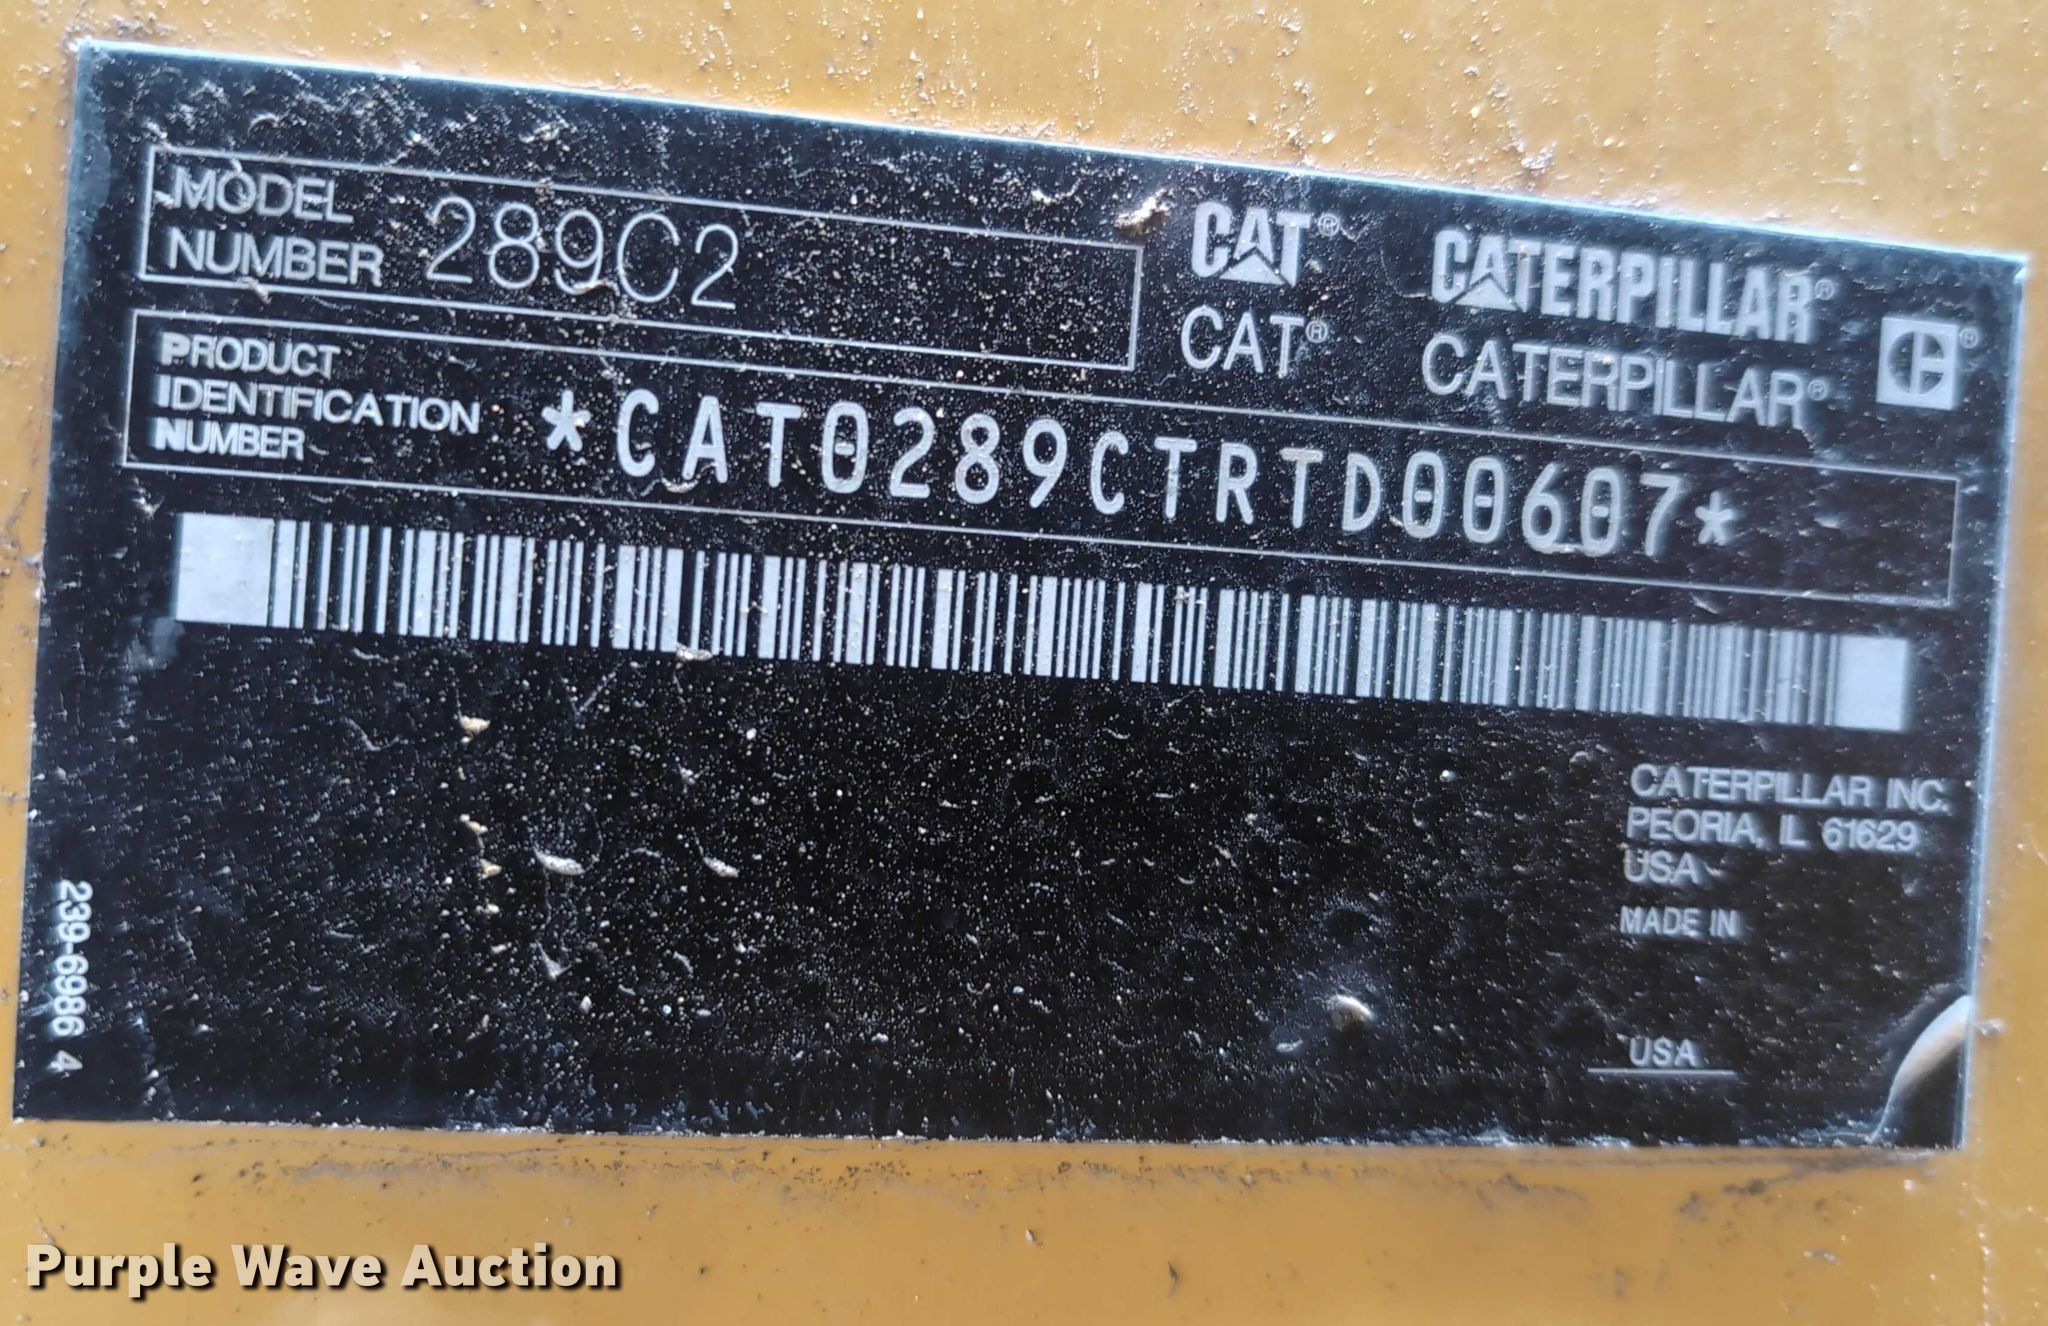 MODEL
NUMBER 289C2
CAT® CATERPILLAR®
CAT® CATERPILLAR®
PRODUCT
IDENTIFICATION
NUMBER
*CAT0289CTRTD00607*
CATERPILLAR INC.
PEORIA, IL 61629
USA
MADE IN
USA
239-6986 4
Purple Wave Auction